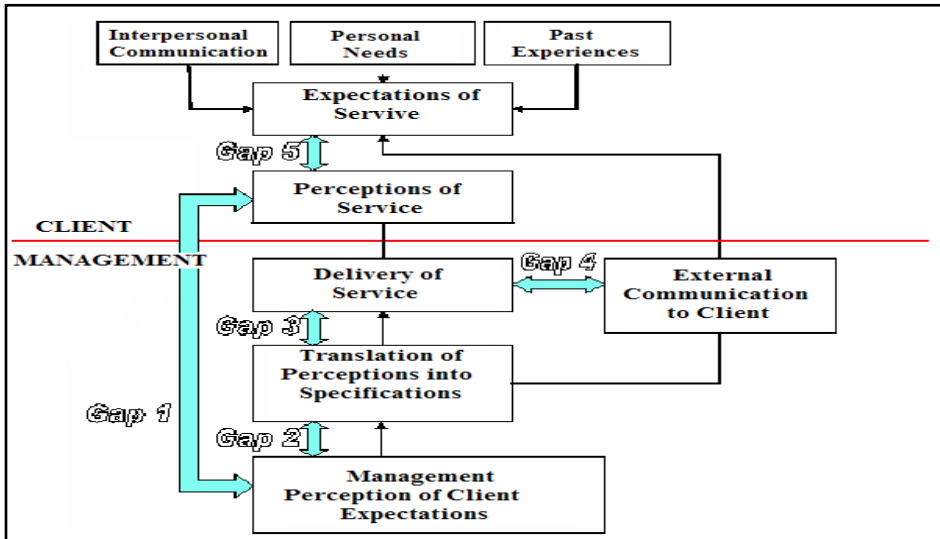 Interpersonal
Communication
Personal
Needs
Past
Experiences
Expectations of
Servive
Gap 5
Perceptions of
Service
CLIENT
MANAGEMENT
Delivery of
Service
Gap 4
External
Communication
to Client
Gap 3
Translation of
Perceptions into
Specifications
Gap 1
Gap 2
Management
Perception of Client
Expectations